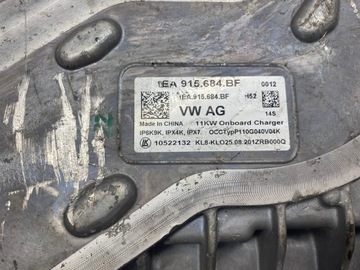 1EA 915.684.BF 0012
1EA.915.684.BF H52
VW AG 14S
Made in CHINA 11KW Onboard Charger
IP6K9K, IPX4K, IPX7. OCCTypP110G040V04K
10522132 KL8-KLO25.08.201ZRB000Q